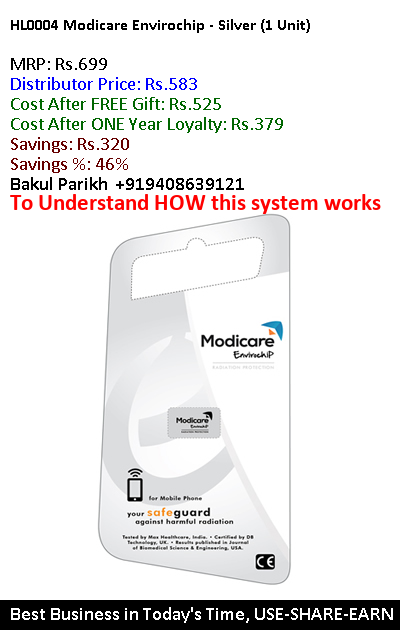 HL0004 Modicare Envirochip - Silver (1 Unit)
MRP: Rs.699
Distributor Price: Rs.583
Cost After FREE Gift: Rs.525
Cost After ONE Year Loyalty: Rs.379
Savings: Rs.320
Savings %: 46%
Bakul Parikh +919408639121
To Understand HOW this system works
Modicare
EnvirochiP
RADIATION PROTECTION
Modicare
EnvirochiP
RADIATION PROTECTION
for Mobile Phone
your safeguard
against harmful radiation
Tested by Max Healthcare, India. • Certified by DB
Technology, UK. • Results published in Journal
of Biomedical Science & Engineering, USA.
CE
Best Business in Today's Time, USE-SHARE-EARN